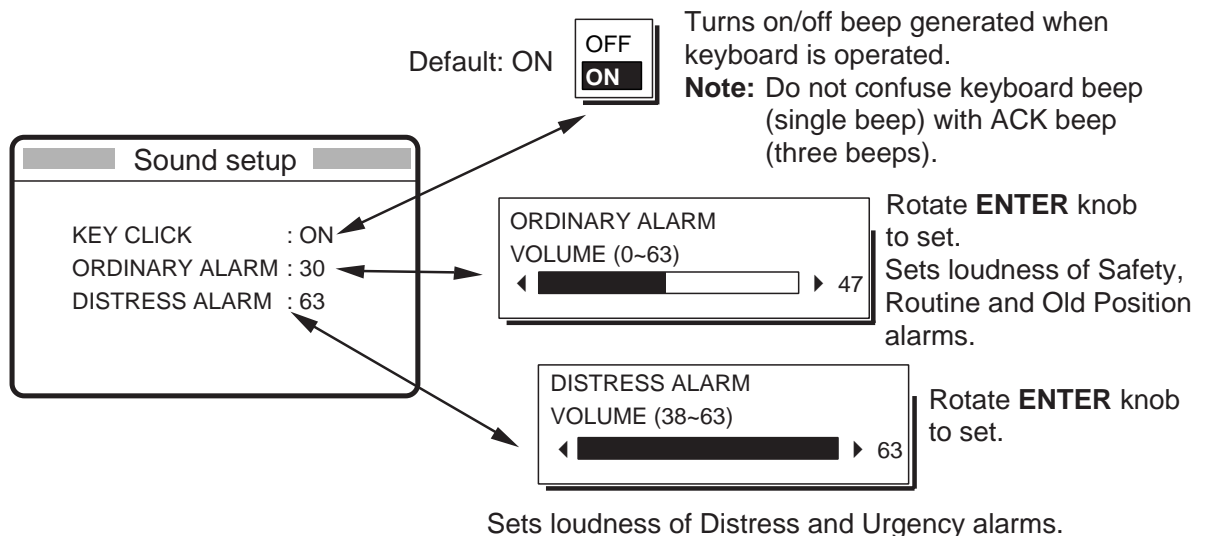 Default: ON
OFF
ON
Turns on/off beep generated when
keyboard is operated.
Note: Do not confuse keyboard beep
(single beep) with ACK beep
(three beeps).
Sound setup
KEY CLICK : ON
ORDINARY ALARM : 30
DISTRESS ALARM : 63
ORDINARY ALARM
VOLUME (0~63)
47
Rotate ENTER knob
to set.
Sets loudness of Safety,
Routine and Old Position
alarms.
DISTRESS ALARM
VOLUME (38~63)
63
Rotate ENTER knob
to set.
Sets loudness of Distress and Urgency alarms.